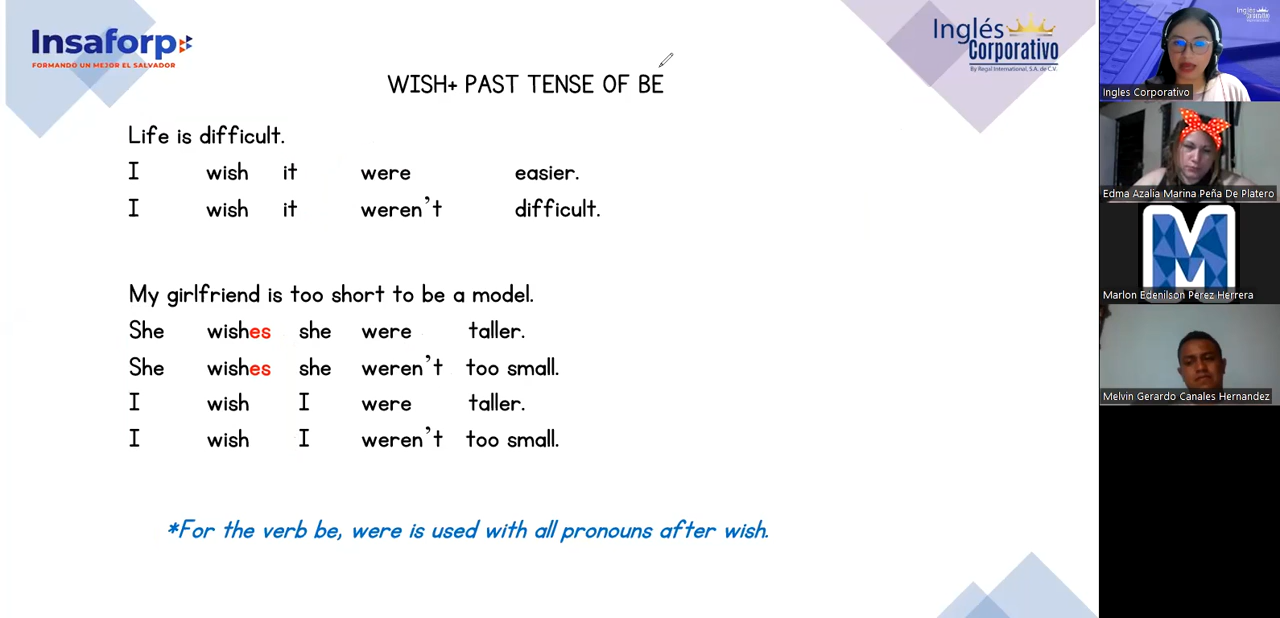 Insaforp
FORMANDO UN MEJOR EL SALVADOR
Inglés
Corporativo
By Regal International, S.A. de C.V.
WISH+ PAST TENSE OF BE
Life is difficult.
I wish it were easier.
I wish it weren't difficult.
My girlfriend is too short to be a model.
She wishes she were taller.
She wishes she weren't too small.
I wish I were taller.
I wish I weren't too small.
*For the verb be, were is used with all pronouns after wish.
Ingles Corporativo
Edma Azalia Marina Peña De Platero
M
Marlon Edenilson Perez Herrera
Melvin Gerardo Canales Hernandez